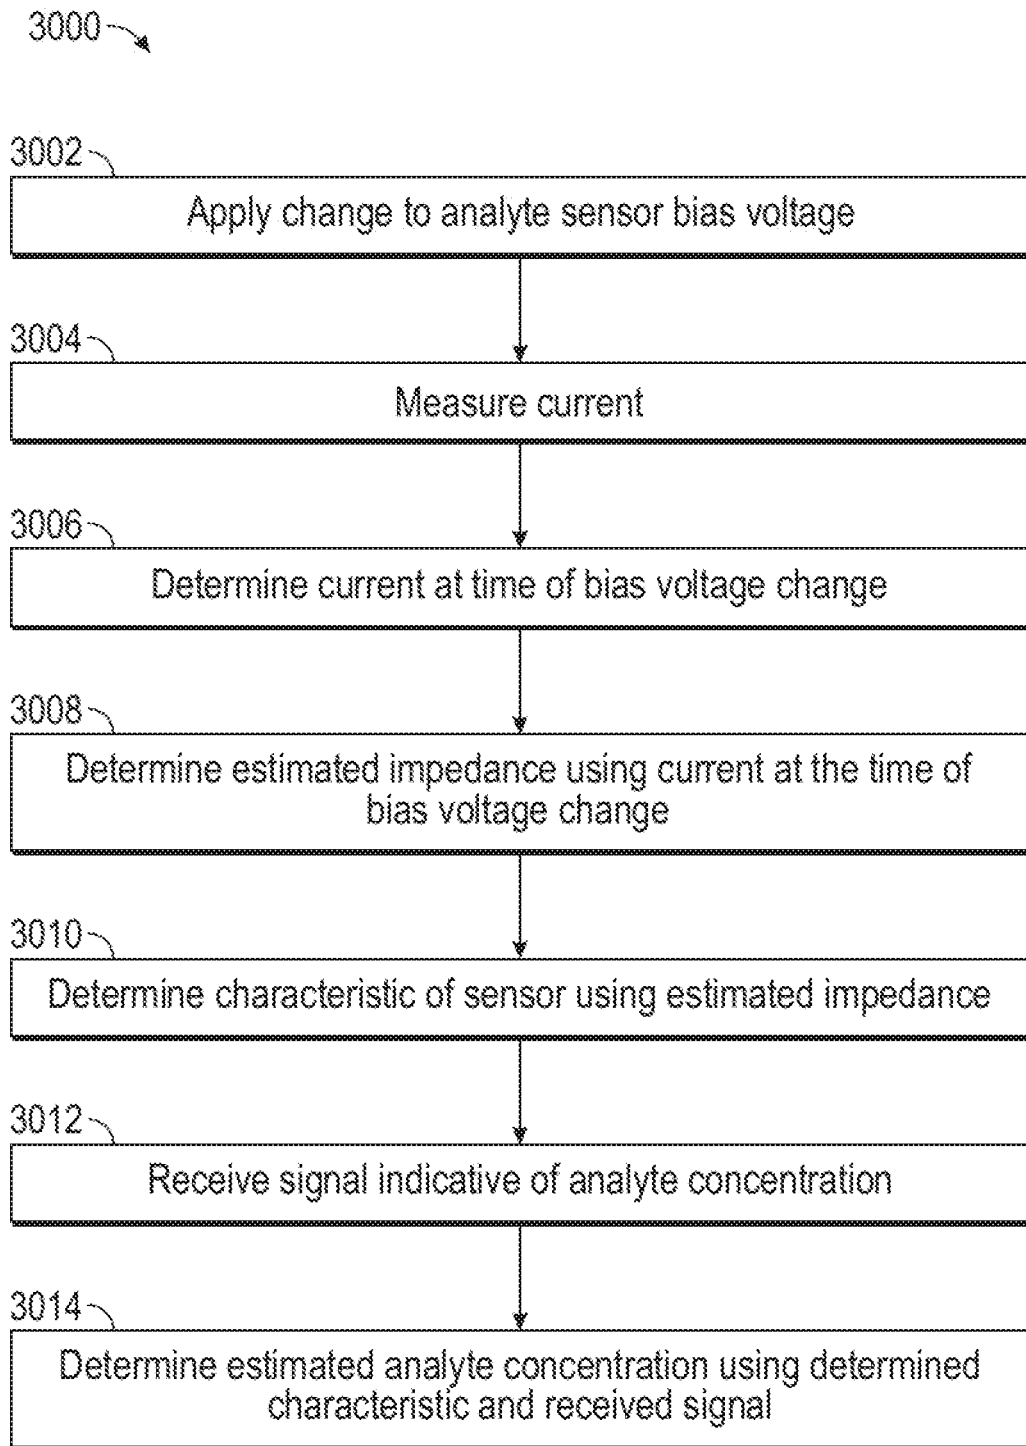 3000
3002
Apply change to analyte sensor bias voltage
3004
Measure current
3006
Determine current at time of bias voltage change
3008
Determine estimated impedance using current at the time of
bias voltage change
3010
Determine characteristic of sensor using estimated impedance
3012
Receive signal indicative of analyte concentration
3014
Determine estimated analyte concentration using determined
characteristic and received signal